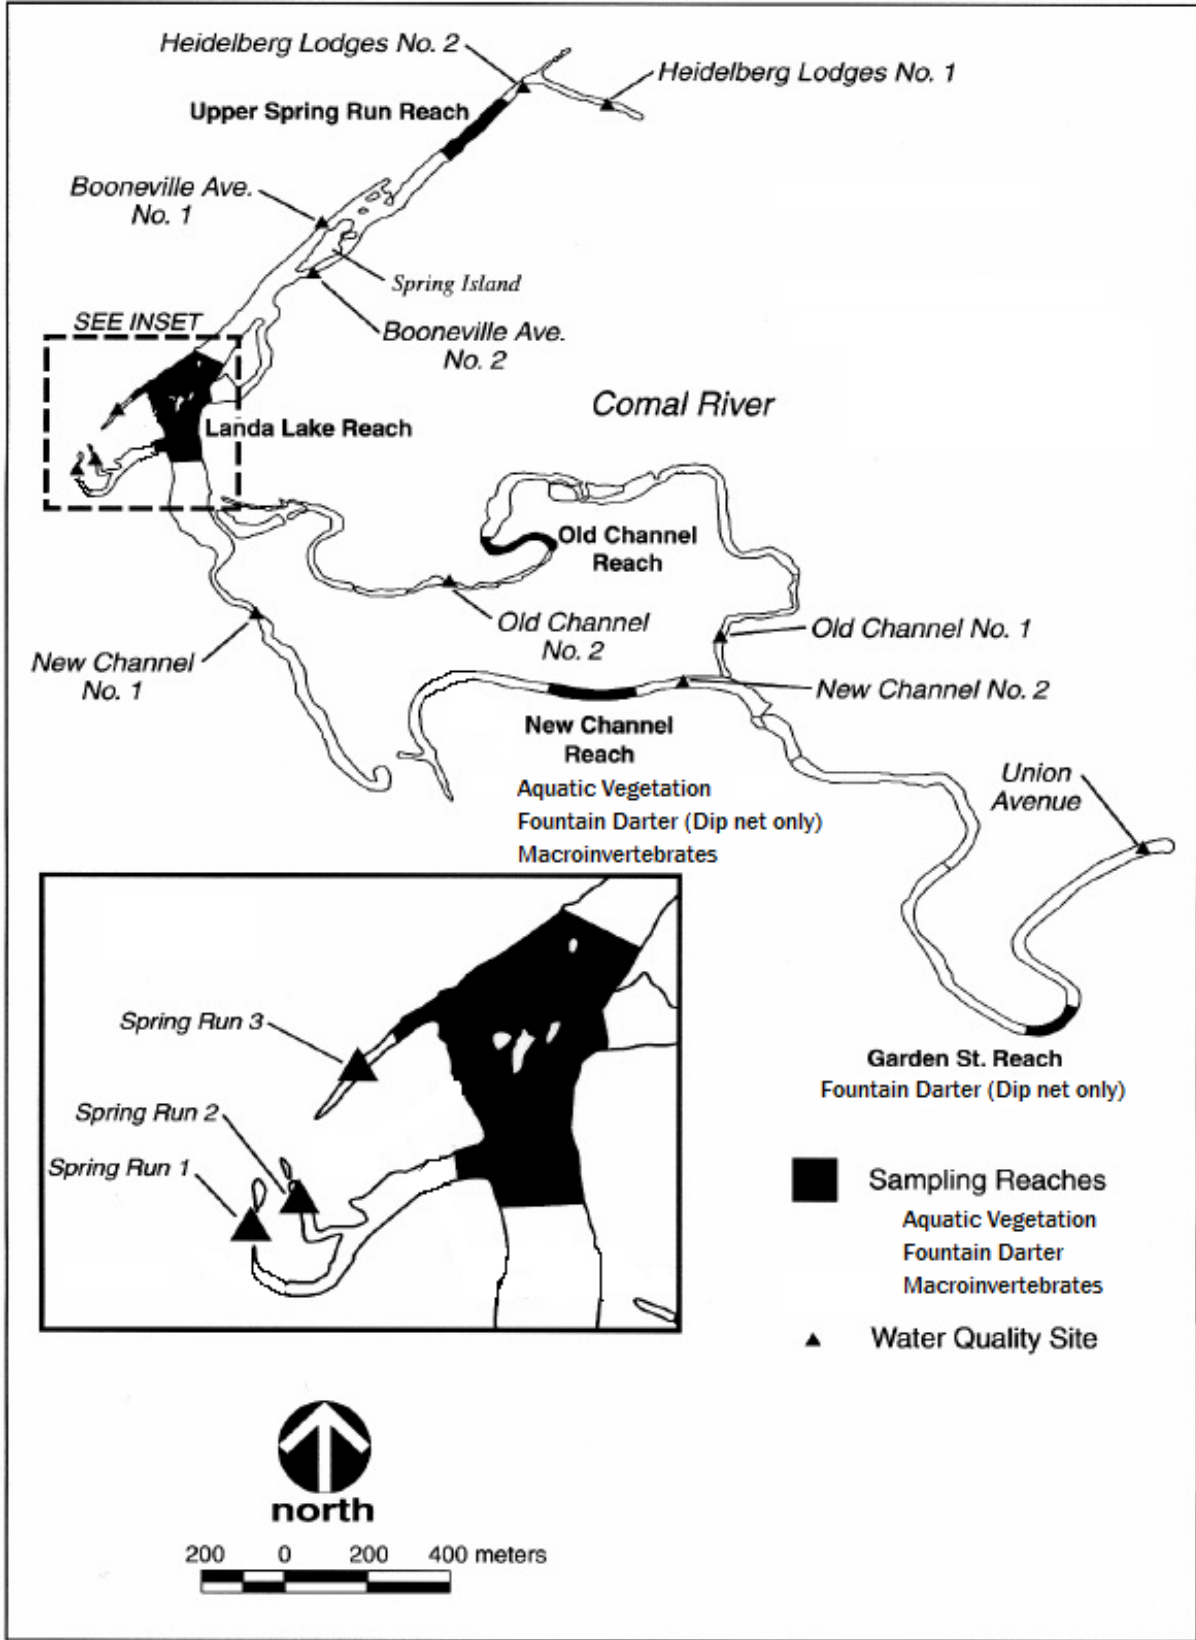 Heidelberg Lodges No. 2
Heidelberg Lodges No. 1
Upper Spring Run Reach
Booneville Ave.
No. 1
Spring Island
SEE INSET
Booneville Ave.
No. 2
Comal River
Landa Lake Reach
Old Channel
Reach
Old Channel
No. 2
Old Channel No. 1
New Channel
No. 1
New Channel No. 2
New Channel
Reach
Aquatic Vegetation
Fountain Darter (Dip net only)
Macroinvertebrates
Union
Avenue
Spring Run 3
Spring Run 2
Spring Run 1
Garden St. Reach
Fountain Darter (Dip net only)
Sampling Reaches
Aquatic Vegetation
Fountain Darter
Macroinvertebrates
Water Quality Site
north
200 0 200 400 meters